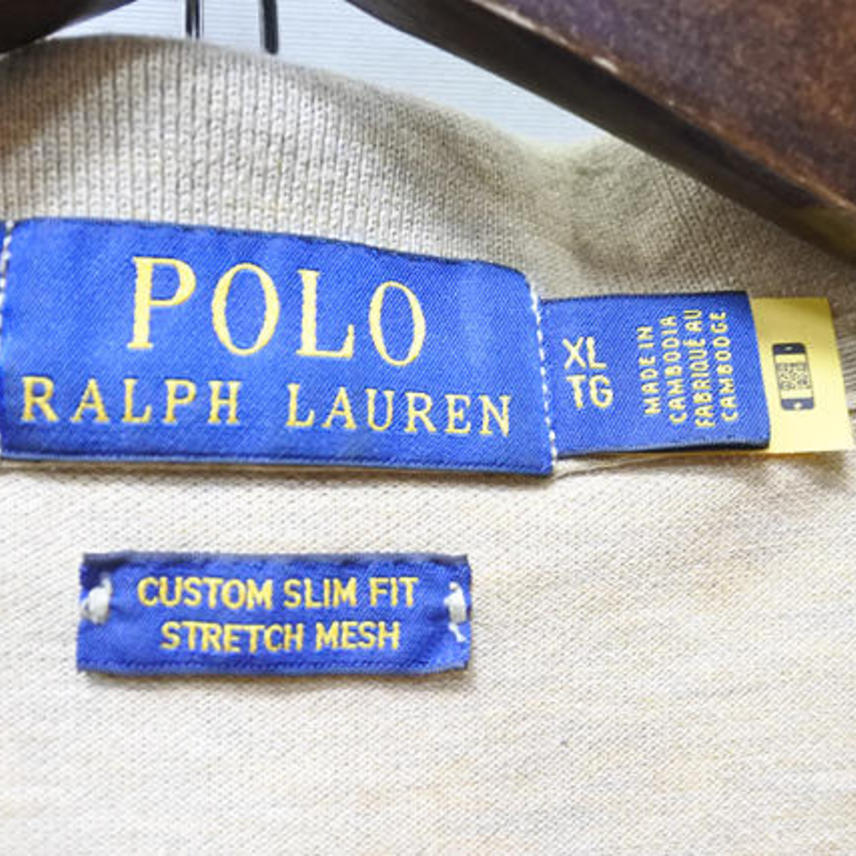 POLO
RALPH LAUREN
XL
TG
MADE IN
CAMBODIA
FABRIQUÉ AU
CAMBODGE
CUSTOM SLIM FIT
STRETCH MESH